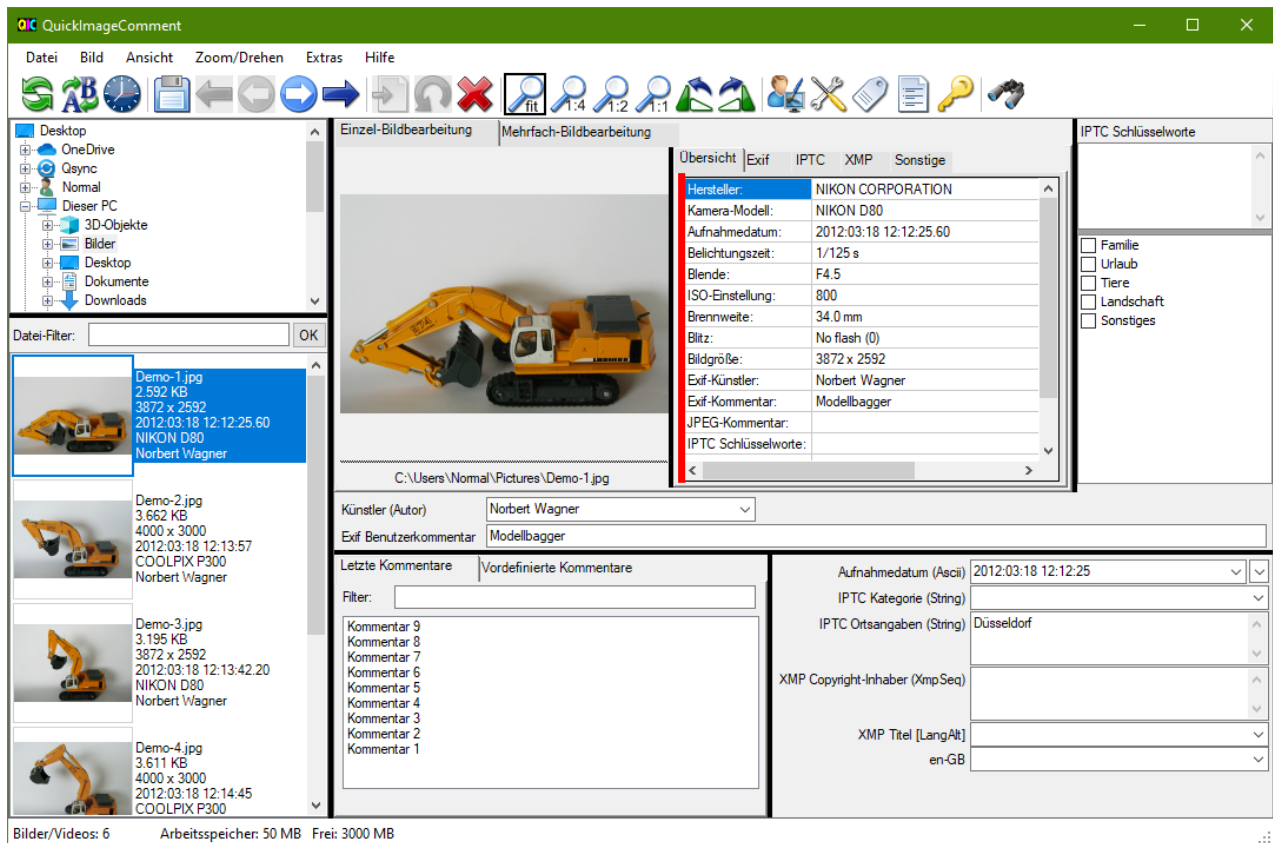 QIC QuickImageComment
Datei Bild Ansicht Zoom/Drehen Extras Hilfe
AB fit 1:4 1:2 1:1
Desktop
OneDrive
Qsync
Normal
Dieser PC
3D-Objekte
Bilder
Desktop
Dokumente
Downloads
Datei-Filter: OK
Demo-1.jpg
2.592 KB
3872 x 2592
2012:03:18 12:12:25.60
NIKON D80
Norbert Wagner
Demo-2.jpg
3.662 KB
4000 x 3000
2012:03:18 12:13:57
COOLPIX P300
Norbert Wagner
Demo-3.jpg
3.195 KB
3872 x 2592
2012:03:18 12:13:42.20
NIKON D80
Norbert Wagner
Demo-4.jpg
3.611 KB
4000 x 3000
2012:03:18 12:14:45
COOLPIX P300
Einzel-Bildbearbeitung Mehrfach-Bildbearbeitung
LIEBHERR
C:\Users\Normal\Pictures\Demo-1.jpg
Übersicht Exif IPTC XMP Sonstige
Hersteller: NIKON CORPORATION
Kamera-Modell: NIKON D80
Aufnahmedatum: 2012:03:18 12:12:25.60
Belichtungszeit: 1/125 s
Blende: F4.5
ISO-Einstellung: 800
Brennweite: 34.0 mm
Blitz: No flash (0)
Bildgröße: 3872 x 2592
Exif-Künstler: Norbert Wagner
Exif-Kommentar: Modellbagger
JPEG-Kommentar:
IPTC Schlüsselworte:
IPTC Schlüsselworte
Familie
Urlaub
Tiere
Landschaft
Sonstiges
Künstler (Autor) Norbert Wagner
Exif Benutzerkommentar Modellbagger
Letzte Kommentare Vordefinierte Kommentare
Filter:
Kommentar 9
Kommentar 8
Kommentar 7
Kommentar 6
Kommentar 5
Kommentar 4
Kommentar 3
Kommentar 2
Kommentar 1
Aufnahmedatum (Ascii) 2012:03:18 12:12:25
IPTC Kategorie (String)
IPTC Ortsangaben (String) Düsseldorf
XMP Copyright-Inhaber (XmpSeq)
XMP Titel [LangAlt]
en-GB
Bilder/Videos: 6 Arbeitsspeicher: 50 MB Frei: 3000 MB